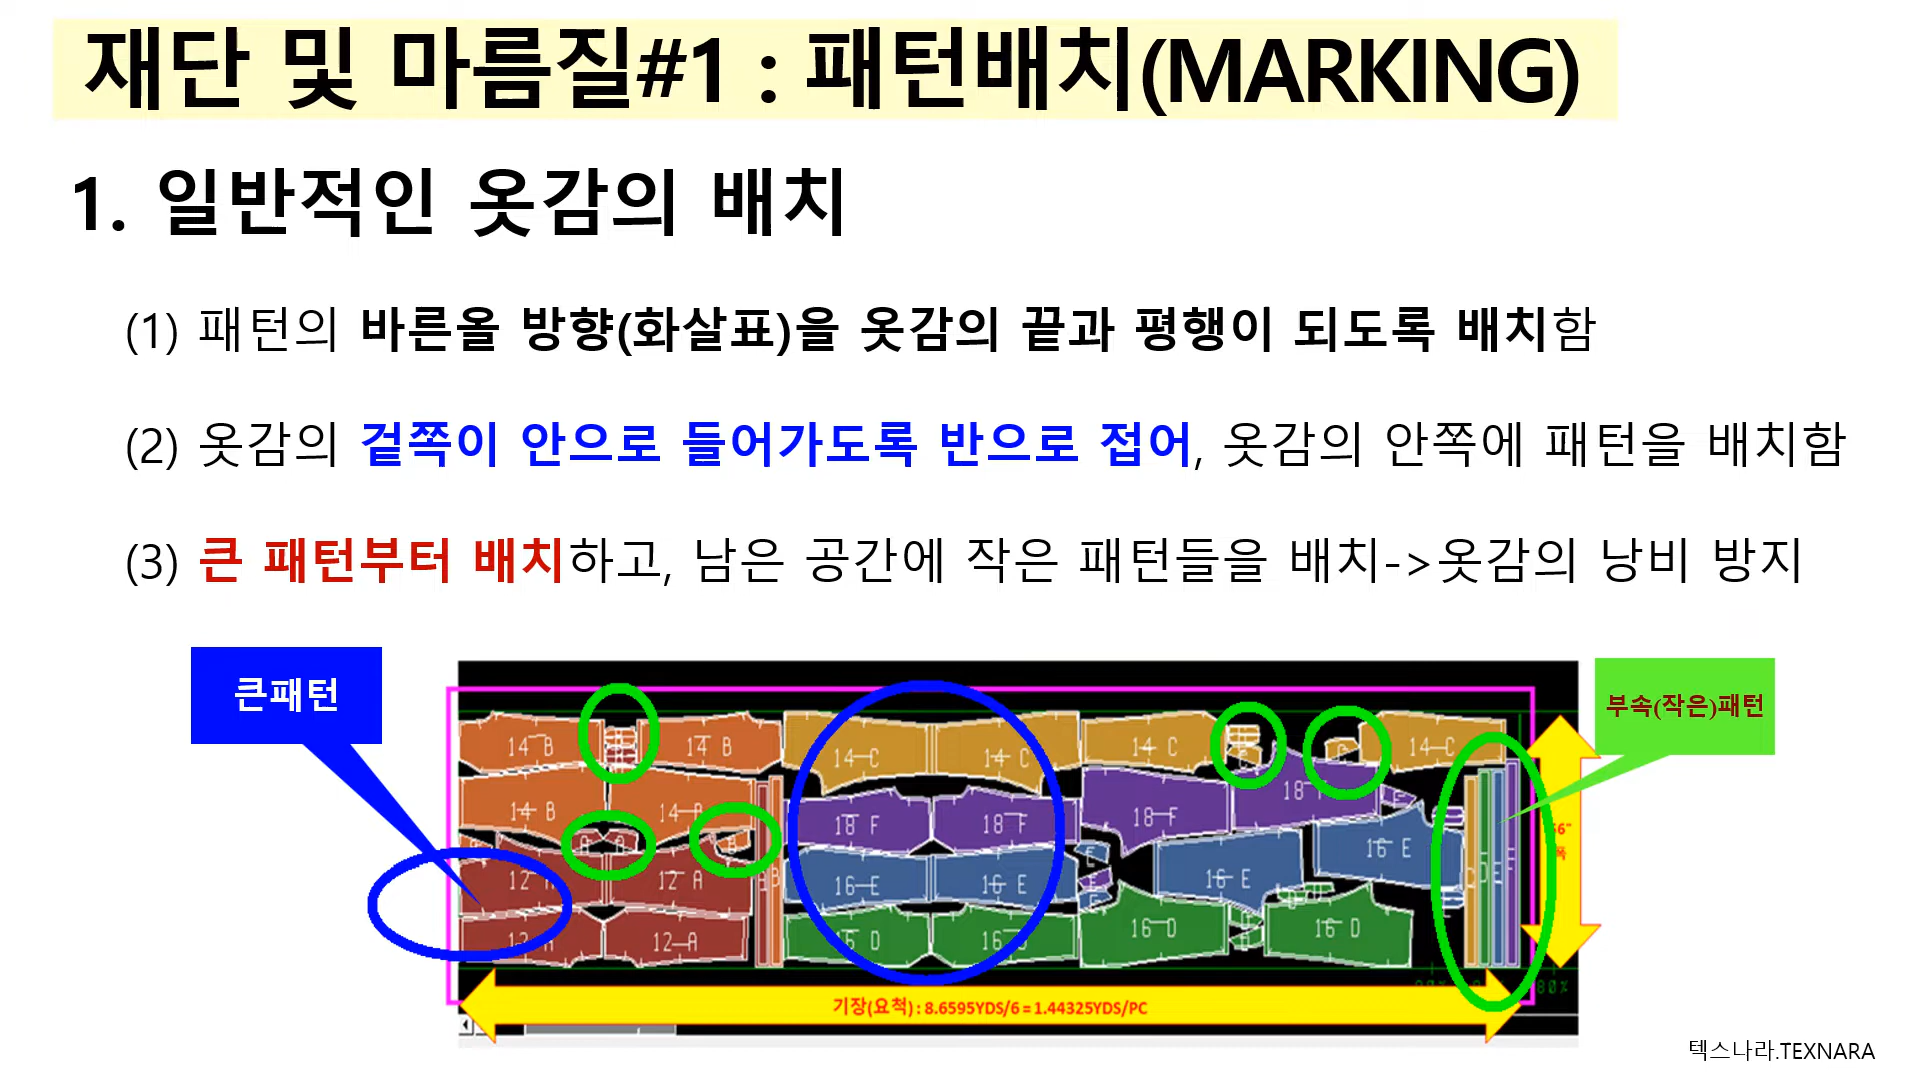 재단 및 마름질#1 : 패턴배치(MARKING)
1. 일반적인 옷감의 배치
(1) 패턴의 바른올 방향(화살표)을 옷감의 끝과 평행이 되도록 배치함
(2) 옷감의 겉쪽이 안으로 들어가도록 반으로 접어, 옷감의 안쪽에 패턴을 배치함
(3) 큰 패턴부터 배치하고, 남은 공간에 작은 패턴들을 배치->옷감의 낭비 방지
큰패턴
부속(작은)패턴
14 B
14 B
14 C
14 C
14 C
14 C
14 B
14 A
18 F
18 F
18 F
18
12 A
12 A
16 E
16 E
16 E
16 E
12 A
12 A
16 D
16 D
16 D
16 D
폭
기장(요척) : 8.6595YDS/6 = 1.44325YDS/PC
텍스나라.TEXNARA